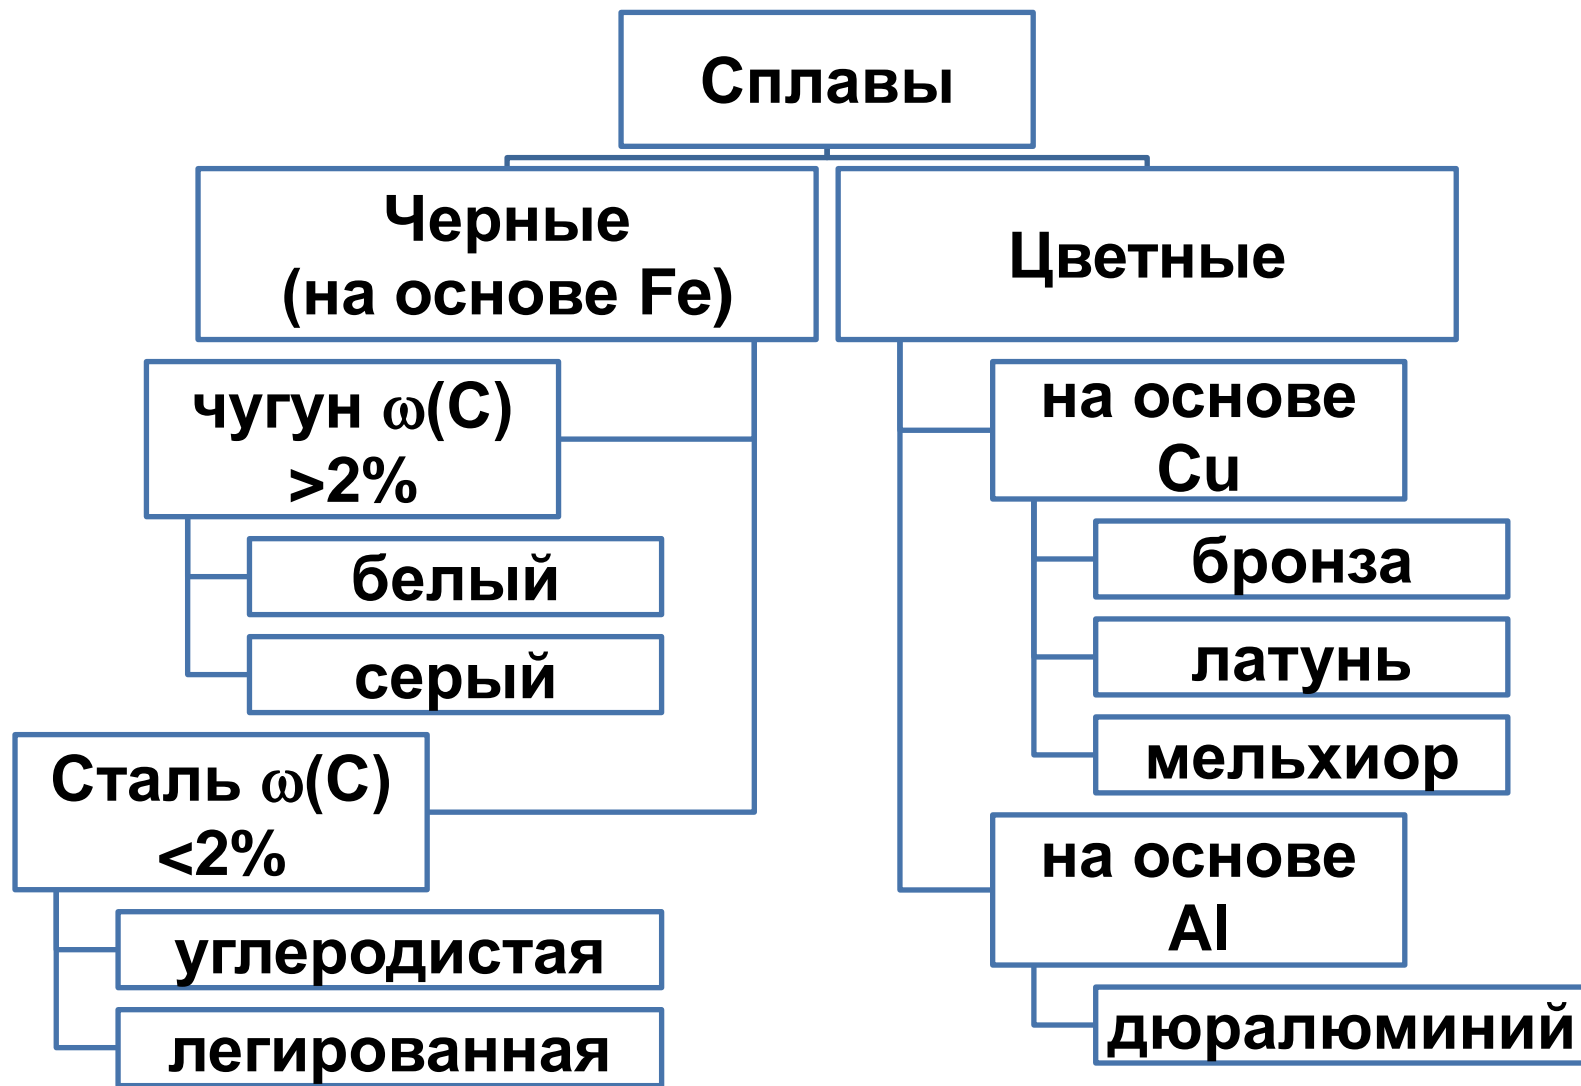 Сплавы
Черные
(на основе Fe)
чугун ω(C)
>2%
белый
серый
Сталь ω(C)
<2%
углеродистая
легированная
Цветные
на основе
Cu
бронза
латунь
мельхиор
на основе
Al
дюралюминий